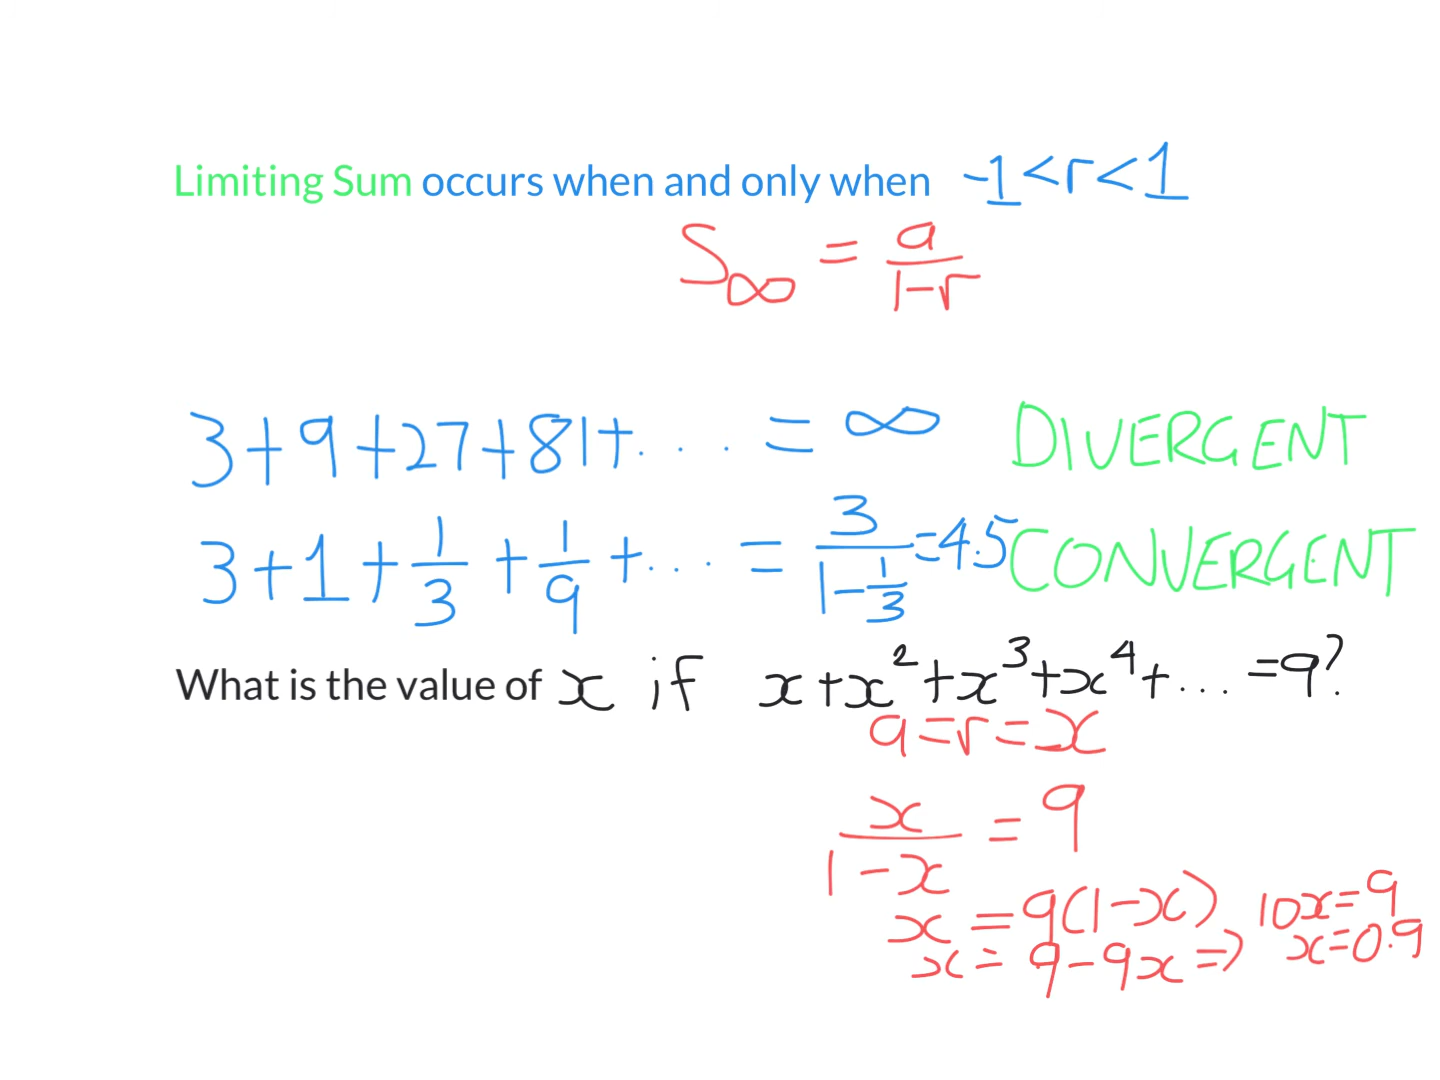 Limiting Sum occurs when and only when -1 < r < 1
S∞ = a/(1-r)
3+9+27+81+.... = ∞ DIVERGENT
3+1+1/3+1/9+.... = 3/(1-1/3) = 4.5 CONVERGENT
What is the value of x if x+x²+x³+x⁴+... = 9?
a=r=x
x/(1-x) = 9
x = 9(1-x) 10x=9
x = 9-9x => x=0.9